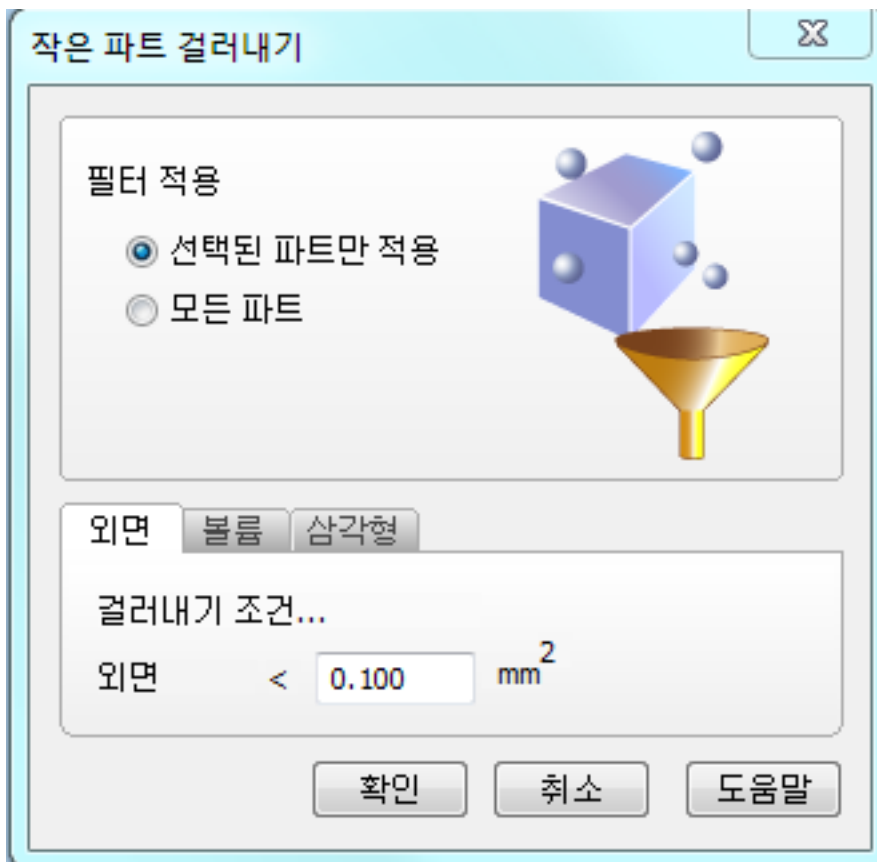 작은 파트 걸러내기
필터 적용
선택된 파트만 적용
모든 파트
외면 볼륨 삼각형
걸러내기 조건...
외면 < 0.100 mm²
확인 취소 도움말